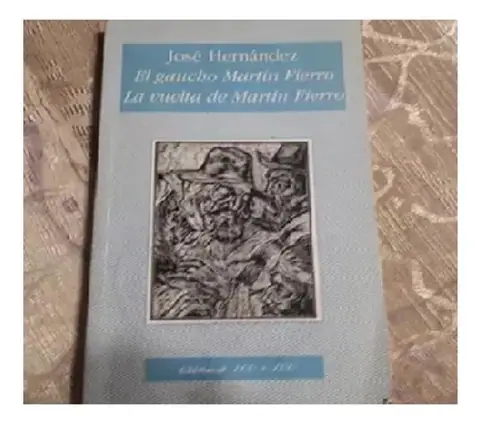 José Hernández
El gaucho Martín Fierro
La vuelta de Martín Fierro